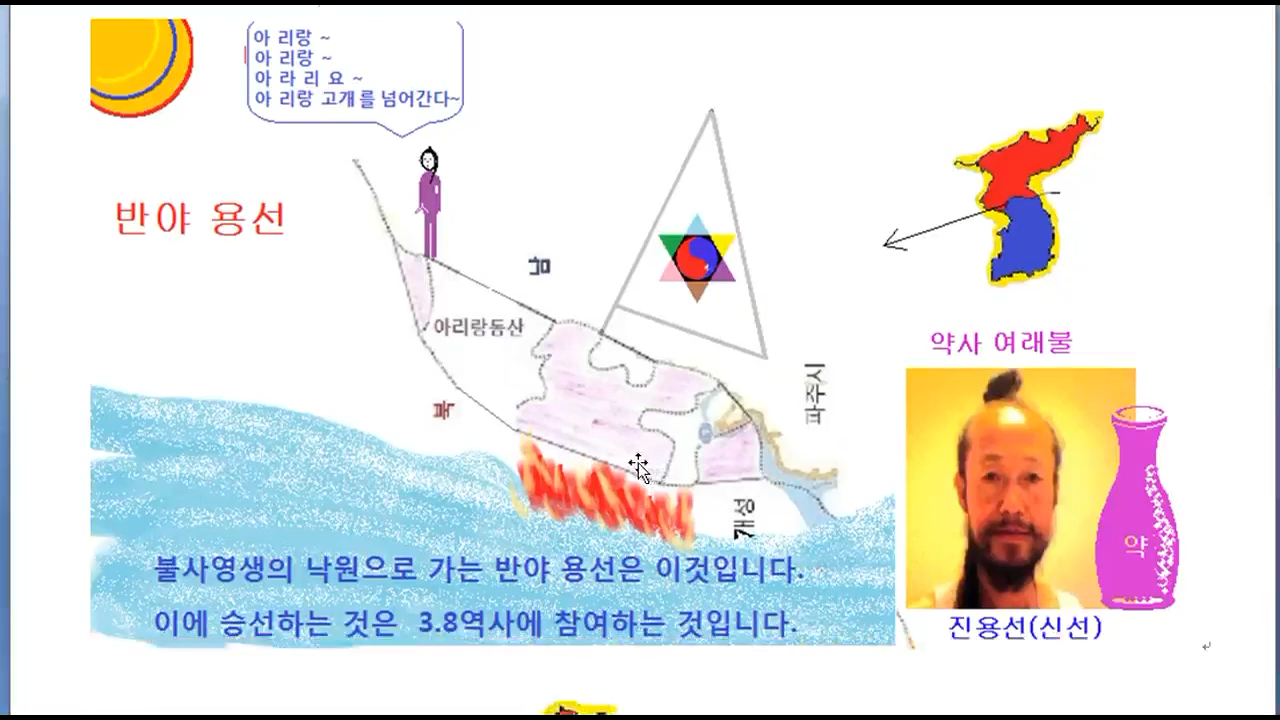 아 리랑 ~
아 리랑 ~
아 라 리 요 ~
아 리랑 고개를 넘어간다~
반야 용선
남
아리랑동산
북
파주시
개성
약사 여래불
약
진용선(신선)
불사영생의 낙원으로 가는 반야 용선은 이것입니다.
이에 승선하는 것은 3.8역사에 참여하는 것입니다.